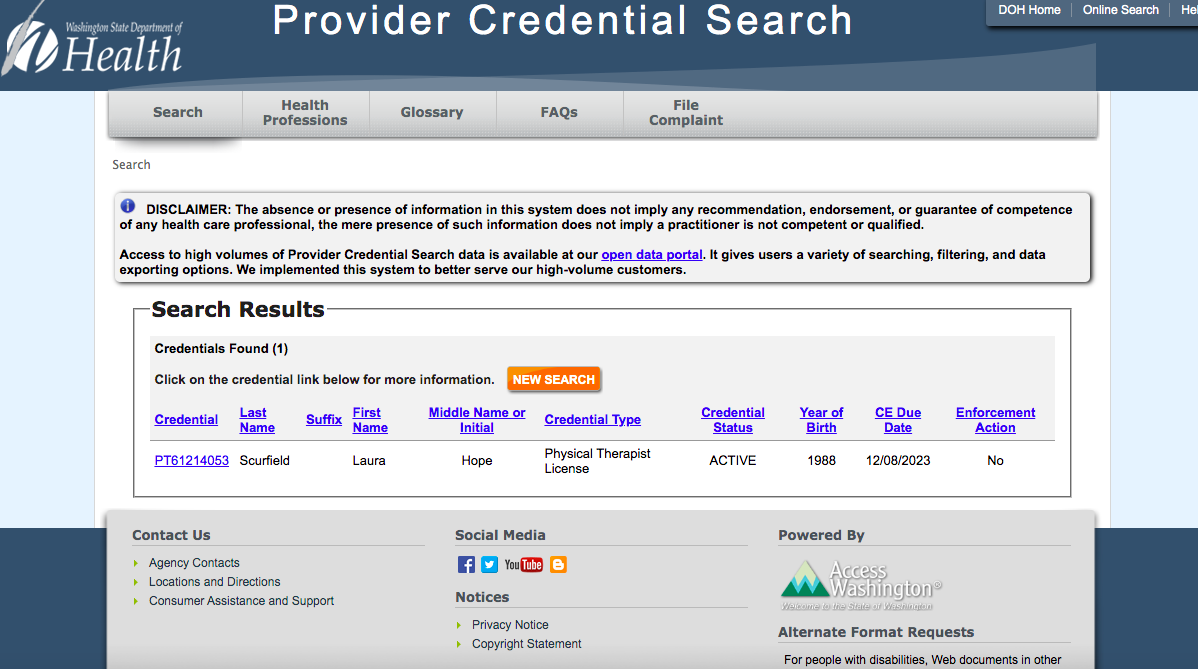 Washington State Department of
Health
Provider Credential Search
DOH Home
Online Search
Search
Health
Professions
Glossary
FAQs
File
Complaint
Search
DISCLAIMER: The absence or presence of information in this system does not imply any recommendation, endorsement, or guarantee of competence
of any health care professional, the mere presence of such information does not imply a practitioner is not competent or qualified.
Access to high volumes of Provider Credential Search data is available at our open data portal. It gives users a variety of searching, filtering, and data
exporting options. We implemented this system to better serve our high-volume customers.
Search Results
Credentials Found (1)
Click on the credential link below for more information.
NEW SEARCH
Credential
Last
Name
Suffix
First
Name
Middle Name or
Initial
Credential Type
Credential
Status
Year of
Birth
CE Due
Date
Enforcement
Action
PT61214053
Scurfield
Laura
Hope
Physical Therapist
License
ACTIVE
1988
12/08/2023
No
Contact Us
Agency Contacts
Locations and Directions
Consumer Assistance and Support
Social Media
YouTube
Notices
Privacy Notice
Copyright Statement
Powered By
Access
Washington®
Welcome to the State of Washington
Alternate Format Requests
For people with disabilities, Web documents in other